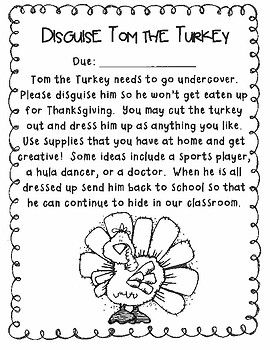 Disguise Tom the Turkey
Due: _______________
Tom the Turkey needs to go undercover.
Please disguise him so he won't get eaten up
for Thanksgiving. You may cut the turkey
out and dress him up as anything you like.
Use supplies that you have at home and get
creative! Some ideas include a sports player,
a hula dancer, or a doctor. When he is all
dressed up send him back to school so that
he can continue to hide in our classroom.